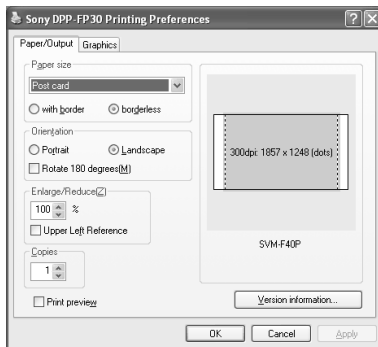 Sony DPP-FP30 Printing Preferences
Paper/Output Graphics
Paper size
Post card
with border borderless
Orientation
Portrait Landscape
Rotate 180 degrees(M)
Enlarge/Reduce(Z)
100 %
Upper Left Reference
Copies
1
Print preview
300dpi: 1857 x 1248 (dots)
SVM-F40P
Version information...
OK Cancel Apply